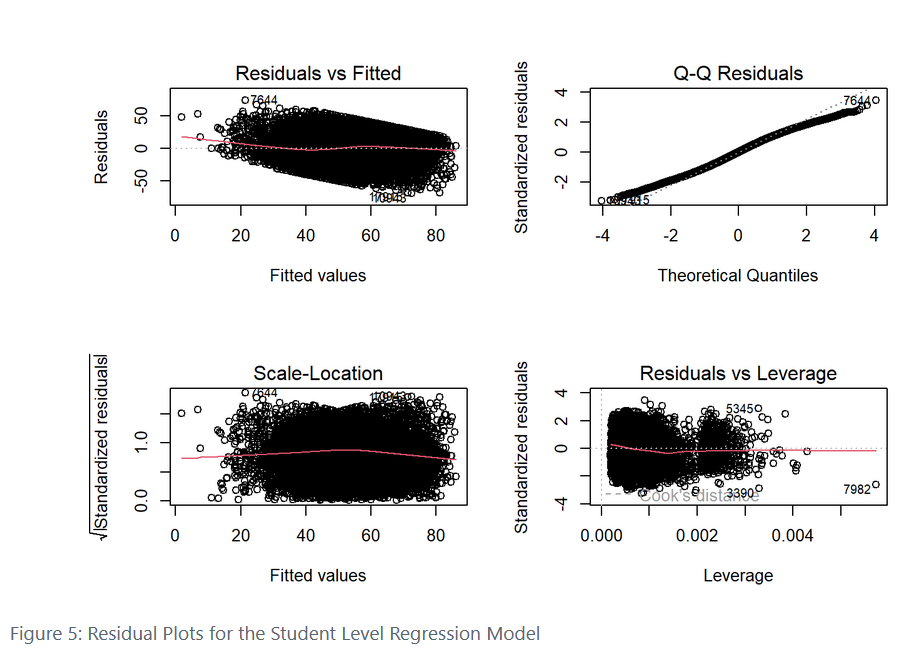 Residuals vs Fitted
Residuals
50
0
-50
7644
10943
0 20 40 60 80
Fitted values
Q-Q Residuals
Standardized residuals
4
2
0
-2
7644
-4 -2 0 2 4
Theoretical Quantiles
Scale-Location
√|Standardized residuals|
1.0
0.0
7644
10943
0 20 40 60 80
Fitted values
Residuals vs Leverage
Standardized residuals
4
2
0
-4
5345
3390
7982
Cook's distance
0.000 0.002 0.004
Leverage
Figure 5: Residual Plots for the Student Level Regression Model